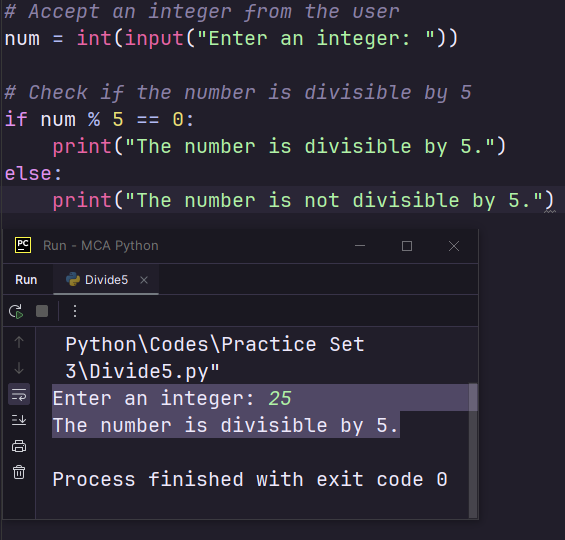 # Accept an integer from the user
num = int(input("Enter an integer: "))
# Check if the number is divisible by 5
if num % 5 == 0:
    print("The number is divisible by 5.")
else:
    print("The number is not divisible by 5.")
PC
Run - MCA Python
Run
Divide5
Python\Codes\Practice Set
3\Divide5.py"
Enter an integer: 25
The number is divisible by 5.
Process finished with exit code 0